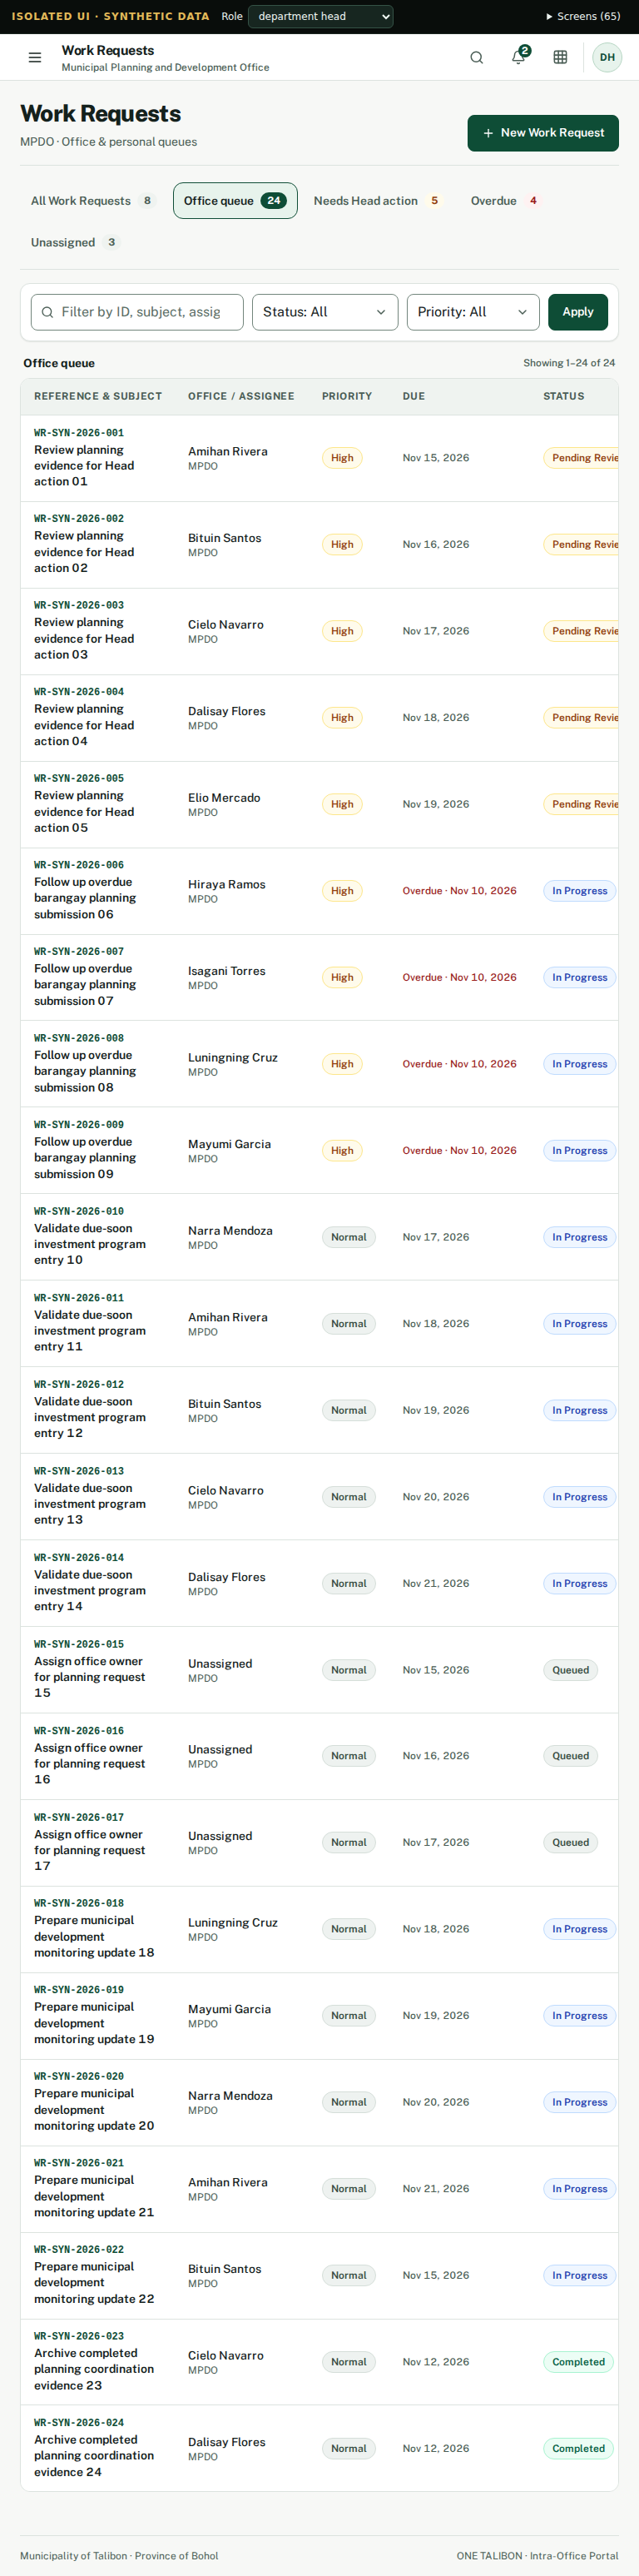 ISOLATED UI · SYNTHETIC DATA Role department head Screens (65)
Work Requests
Municipal Planning and Development Office
2
DH
Work Requests
MPDO · Office & personal queues
New Work Request
All Work Requests 8 Office queue 24 Needs Head action 5 Overdue 4
Unassigned 3
Filter by ID, subject, assig Status: All Priority: All Apply
Office queue Showing 1–24 of 24
REFERENCE & SUBJECT OFFICE / ASSIGNEE PRIORITY DUE STATUS
WR-SYN-2026-001
Review planning
evidence for Head
action 01
Amihan Rivera
MPDO
High
Nov 15, 2026
Pending Revie
WR-SYN-2026-002
Review planning
evidence for Head
action 02
Bituin Santos
MPDO
High
Nov 16, 2026
Pending Revie
WR-SYN-2026-003
Review planning
evidence for Head
action 03
Cielo Navarro
MPDO
High
Nov 17, 2026
Pending Revie
WR-SYN-2026-004
Review planning
evidence for Head
action 04
Dalisay Flores
MPDO
High
Nov 18, 2026
Pending Revie
WR-SYN-2026-005
Review planning
evidence for Head
action 05
Elio Mercado
MPDO
High
Nov 19, 2026
Pending Revie
WR-SYN-2026-006
Follow up overdue
barangay planning
submission 06
Hiraya Ramos
MPDO
High
Overdue · Nov 10, 2026
In Progress
WR-SYN-2026-007
Follow up overdue
barangay planning
submission 07
Isagani Torres
MPDO
High
Overdue · Nov 10, 2026
In Progress
WR-SYN-2026-008
Follow up overdue
barangay planning
submission 08
Luningning Cruz
MPDO
High
Overdue · Nov 10, 2026
In Progress
WR-SYN-2026-009
Follow up overdue
barangay planning
submission 09
Mayumi Garcia
MPDO
High
Overdue · Nov 10, 2026
In Progress
WR-SYN-2026-010
Validate due-soon
investment program
entry 10
Narra Mendoza
MPDO
Normal
Nov 17, 2026
In Progress
WR-SYN-2026-011
Validate due-soon
investment program
entry 11
Amihan Rivera
MPDO
Normal
Nov 18, 2026
In Progress
WR-SYN-2026-012
Validate due-soon
investment program
entry 12
Bituin Santos
MPDO
Normal
Nov 19, 2026
In Progress
WR-SYN-2026-013
Validate due-soon
investment program
entry 13
Cielo Navarro
MPDO
Normal
Nov 20, 2026
In Progress
WR-SYN-2026-014
Validate due-soon
investment program
entry 14
Dalisay Flores
MPDO
Normal
Nov 21, 2026
In Progress
WR-SYN-2026-015
Assign office owner
for planning request
15
Unassigned
MPDO
Normal
Nov 15, 2026
Queued
WR-SYN-2026-016
Assign office owner
for planning request
16
Unassigned
MPDO
Normal
Nov 16, 2026
Queued
WR-SYN-2026-017
Assign office owner
for planning request
17
Unassigned
MPDO
Normal
Nov 17, 2026
Queued
WR-SYN-2026-018
Prepare municipal
development
monitoring update 18
Luningning Cruz
MPDO
Normal
Nov 18, 2026
In Progress
WR-SYN-2026-019
Prepare municipal
development
monitoring update 19
Mayumi Garcia
MPDO
Normal
Nov 19, 2026
In Progress
WR-SYN-2026-020
Prepare municipal
development
monitoring update 20
Narra Mendoza
MPDO
Normal
Nov 20, 2026
In Progress
WR-SYN-2026-021
Prepare municipal
development
monitoring update 21
Amihan Rivera
MPDO
Normal
Nov 21, 2026
In Progress
WR-SYN-2026-022
Prepare municipal
development
monitoring update 22
Bituin Santos
MPDO
Normal
Nov 15, 2026
In Progress
WR-SYN-2026-023
Archive completed
planning coordination
evidence 23
Cielo Navarro
MPDO
Normal
Nov 12, 2026
Completed
WR-SYN-2026-024
Archive completed
planning coordination
evidence 24
Dalisay Flores
MPDO
Normal
Nov 12, 2026
Completed
Municipality of Talibon · Province of Bohol ONE TALIBON · Intra-Office Portal